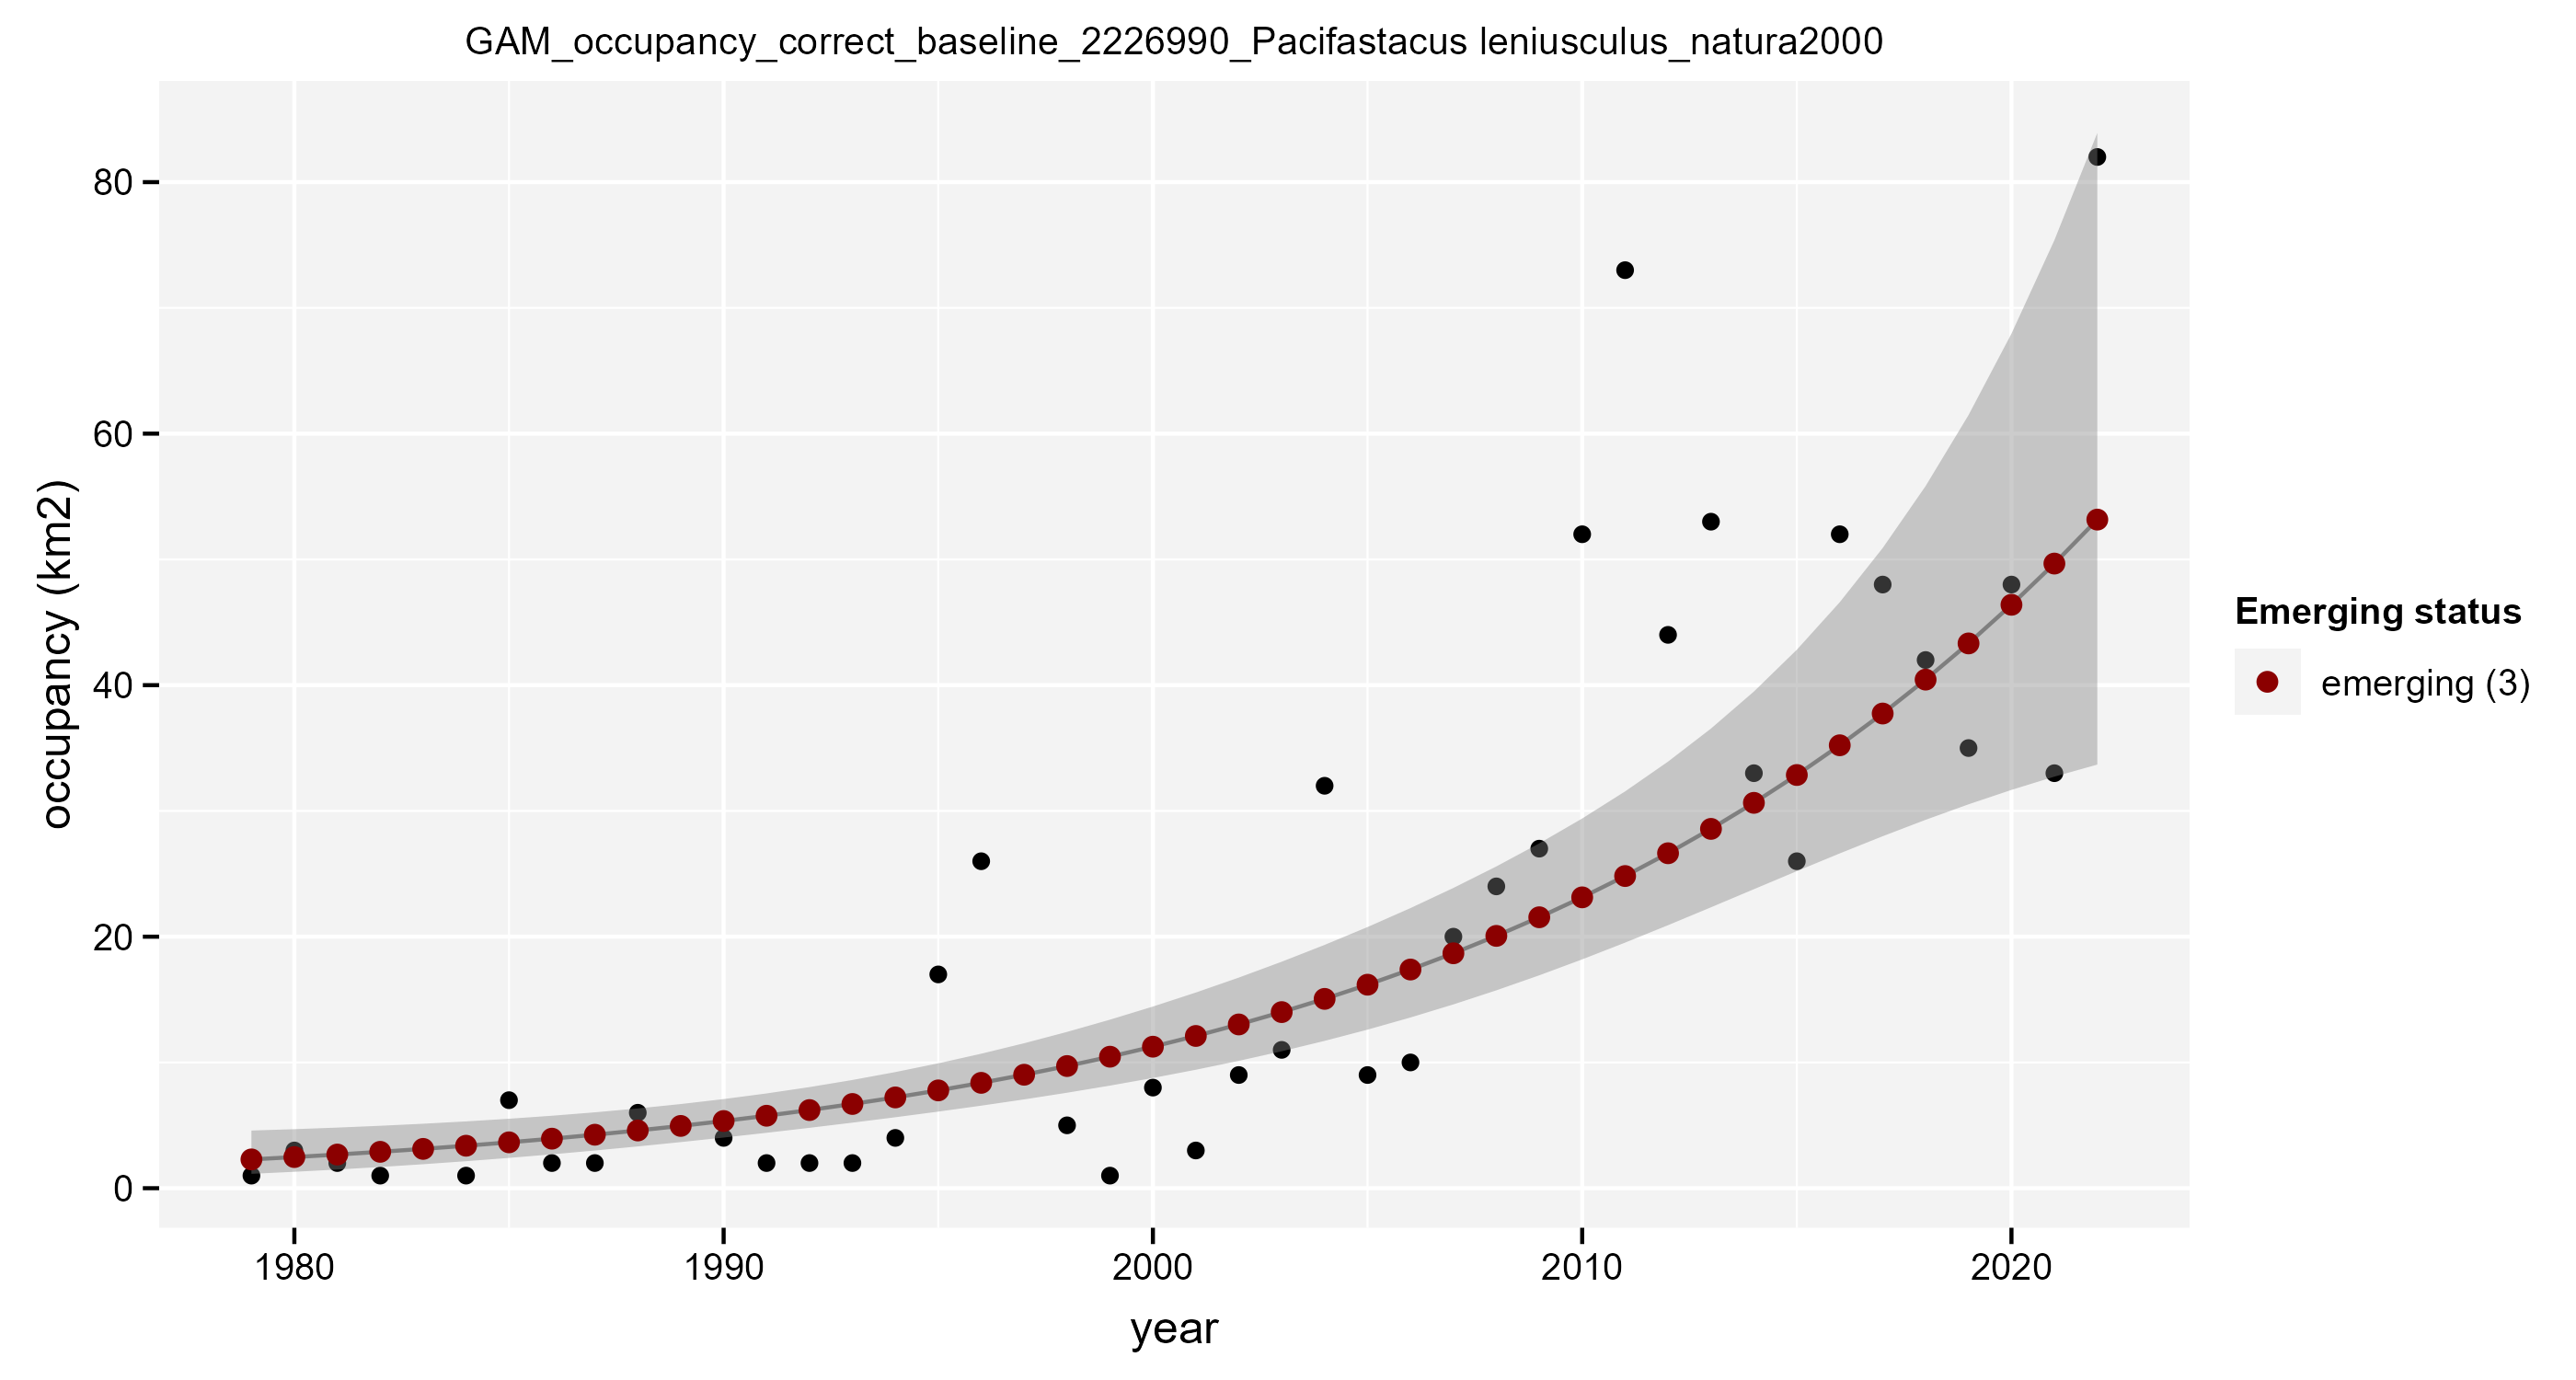 GAM_occupancy_correct_baseline_2226990_Pacifastacus leniusculus_natura2000
80
60
40
20
0
occupancy (km2)
1980 1990 2000 2010 2020
year
Emerging status
emerging (3)